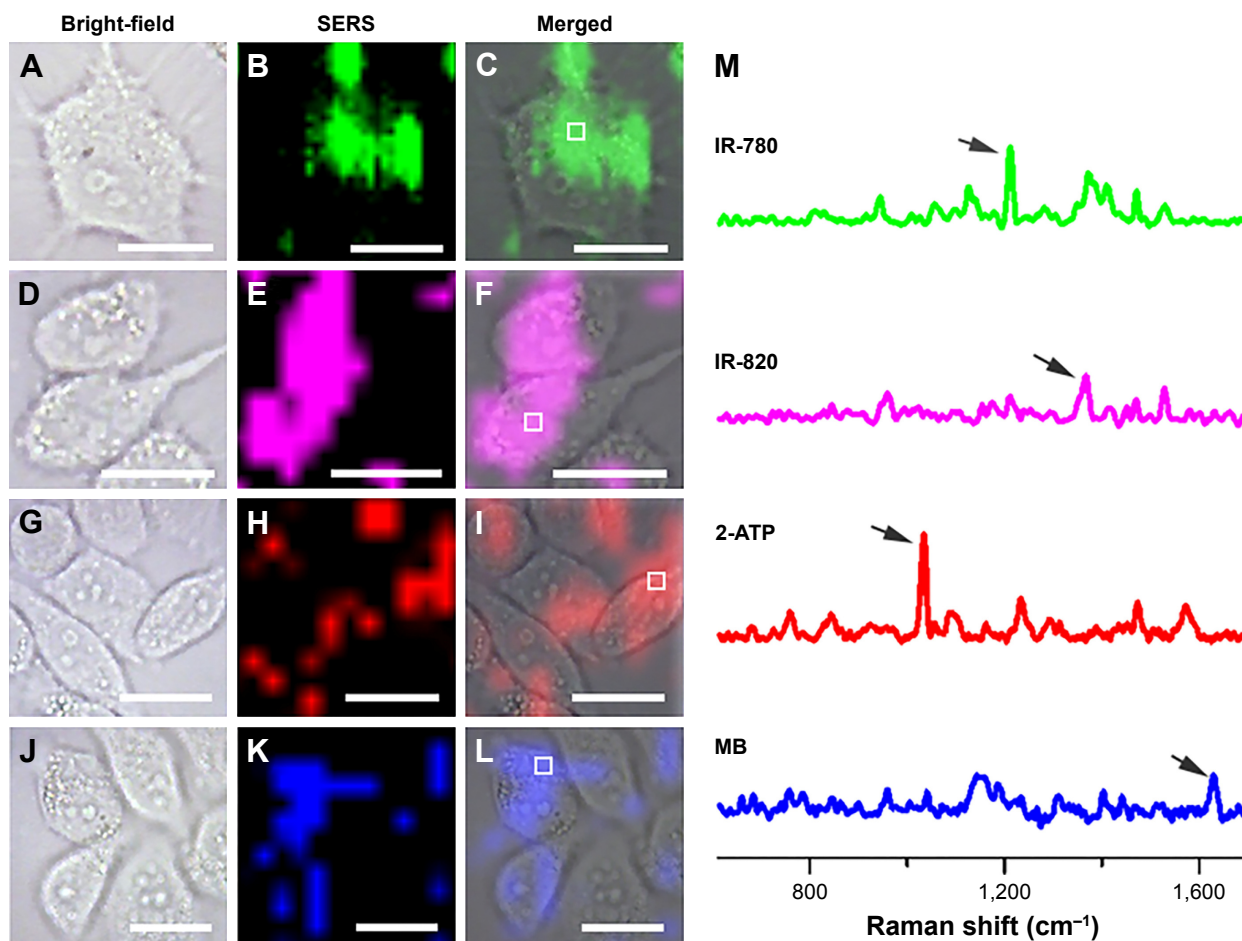 Bright-field SERS Merged
A B C M
IR-780
D E F
IR-820
G H I
2-ATP
J K L
MB
800 1,200 1,600
Raman shift (cm⁻¹)